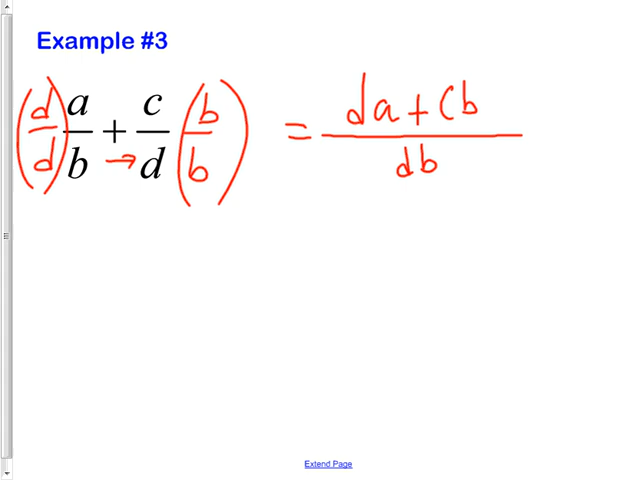 Example #3
(d/d) a/b + c/d (b/b) = da + cb / db
→
Extend Page